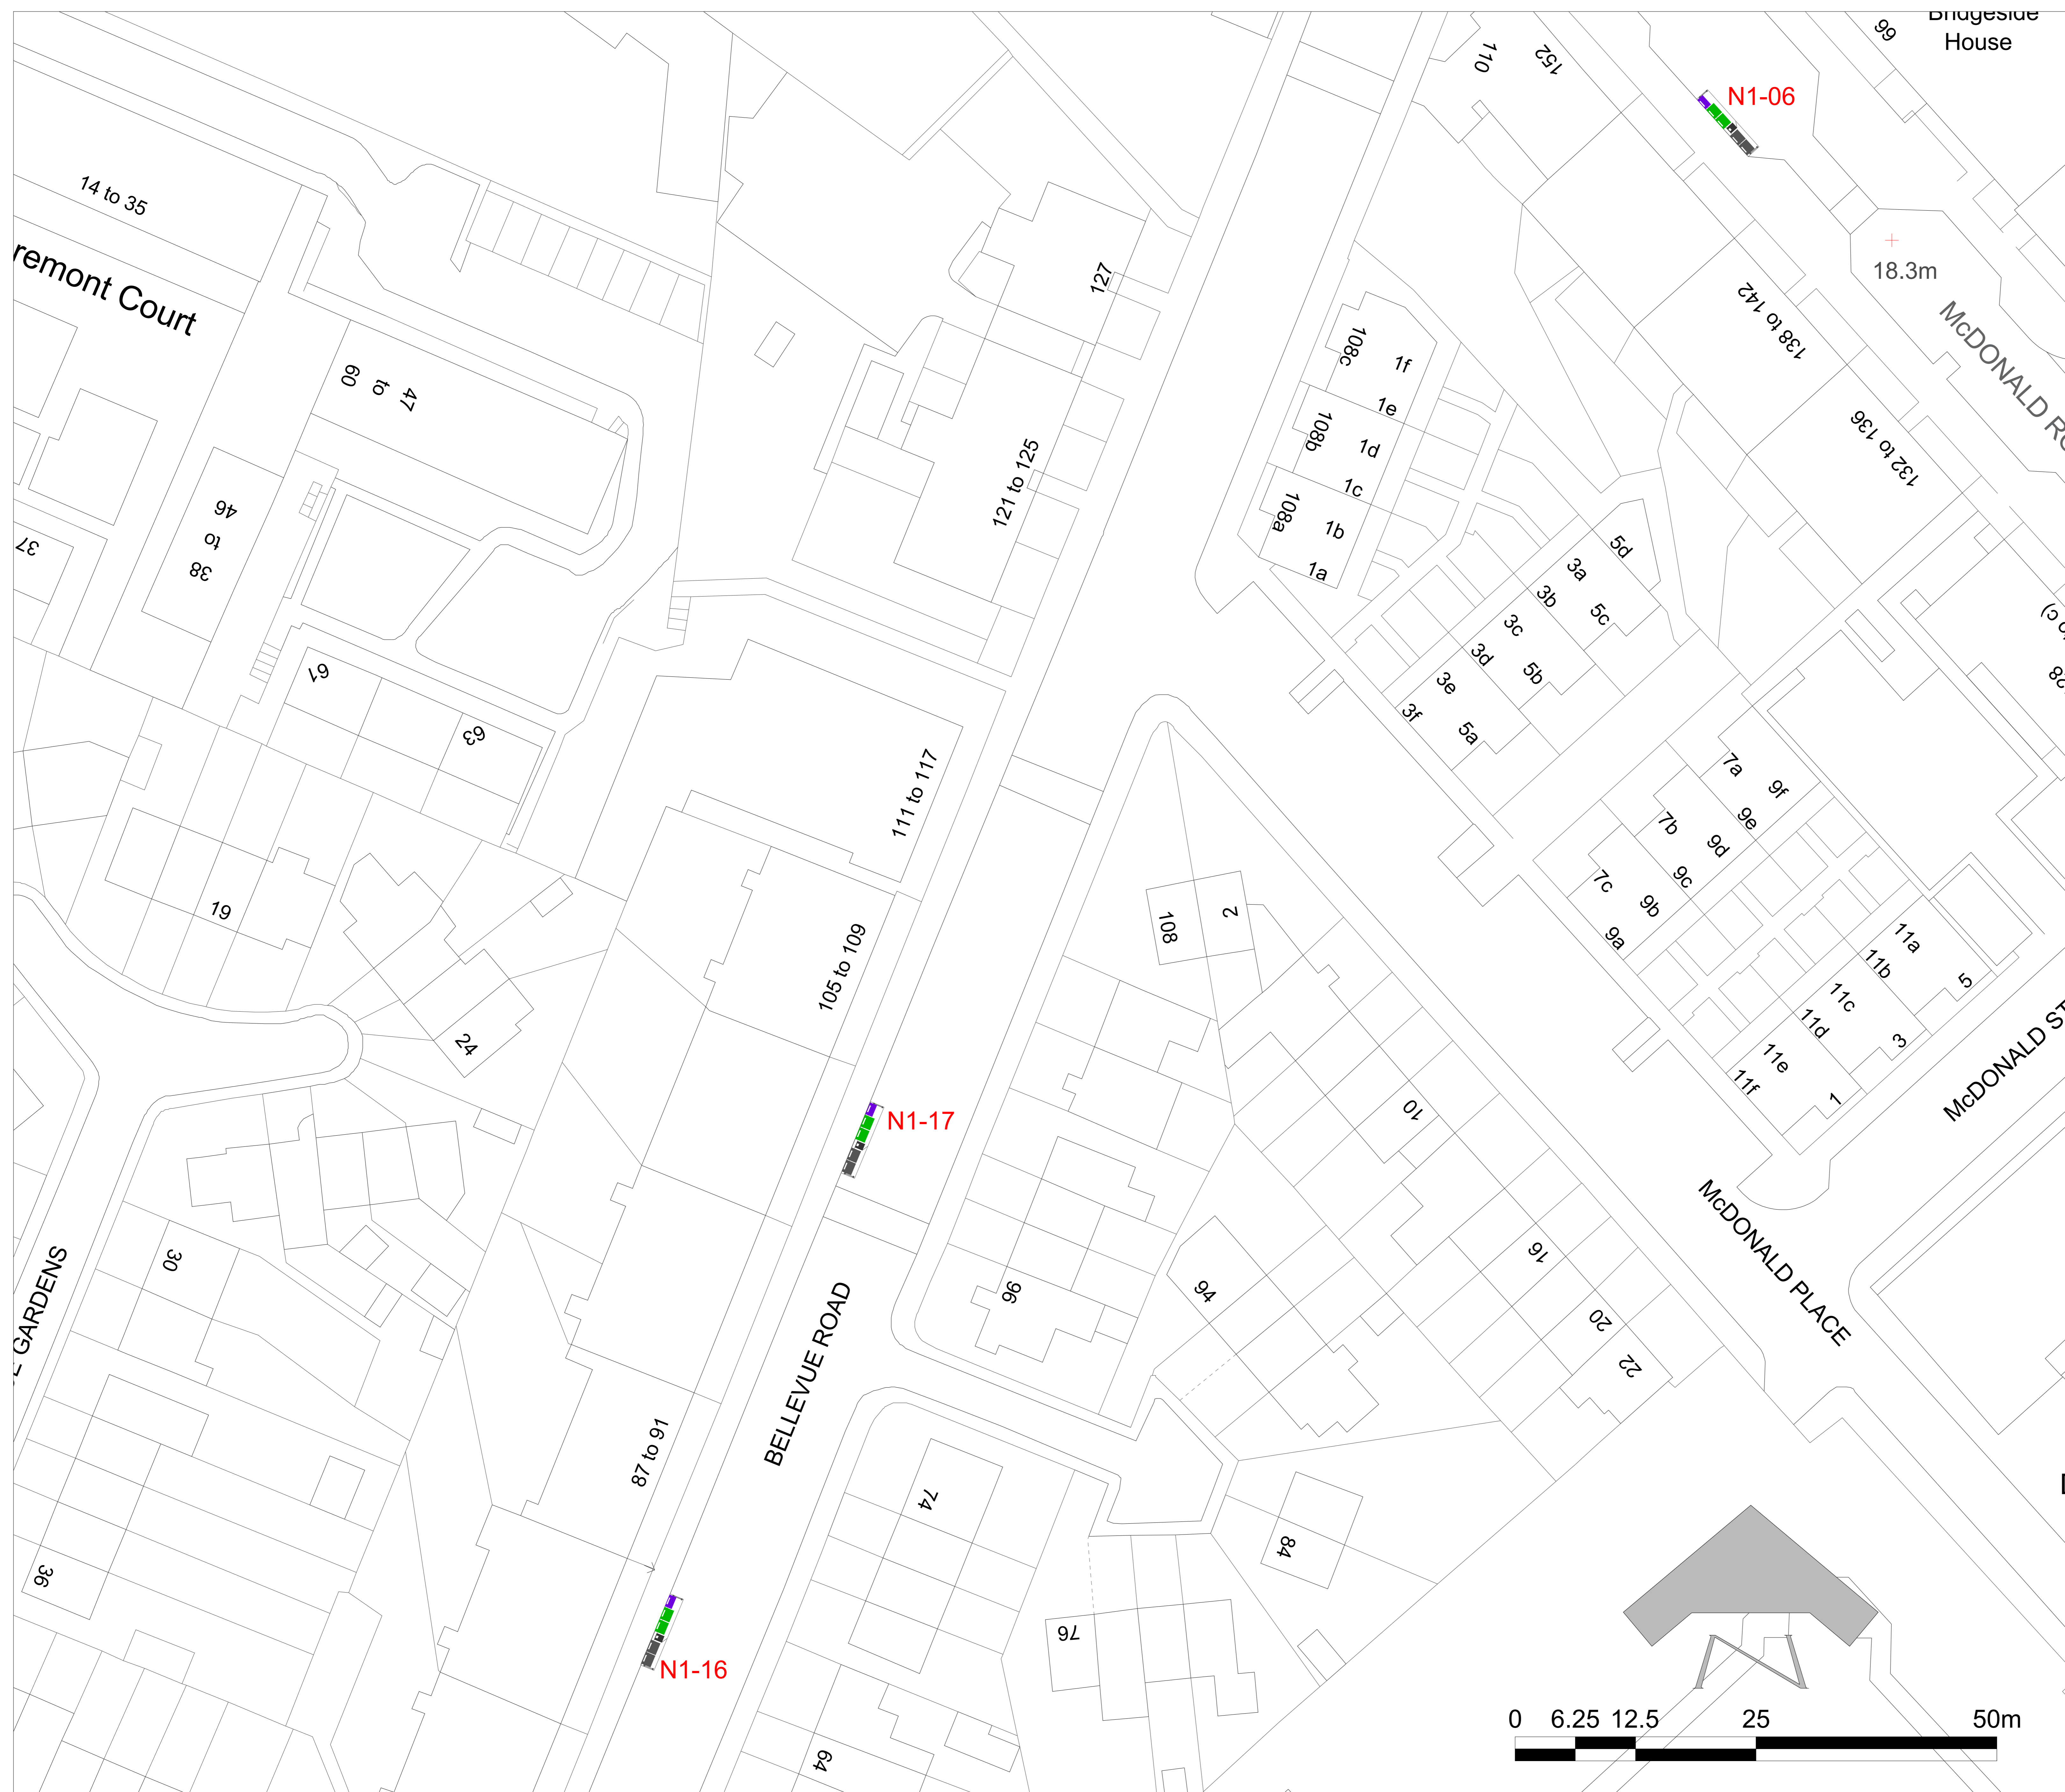 Bridgeside
House
66
110
152
N1-06
14 to 35
remont Court
18.3m
McDONALD RO
127
138 to 142
132 to 136
108c
1f
1e
108b
1d
1c
108a
1b
1a
60
to
47
46
to
38
37
121 to 125
5d
3a
3b
5c
3c
3d
5b
3e
3f
5a
67
63
111 to 117
7a
9f
7b
9e
9d
7c
9c
9b
9a
19
108
2
105 to 109
11a
11b
5
11c
11d
3
11e
11f
1
McDONALD ST
24
N1-17
10
McDONALD PLACE
30
E GARDENS
BELLEVUE ROAD
96
94
16
20
22
87 to 91
74
84
36
76
N1-16
64
0 6.25 12.5 25 50m